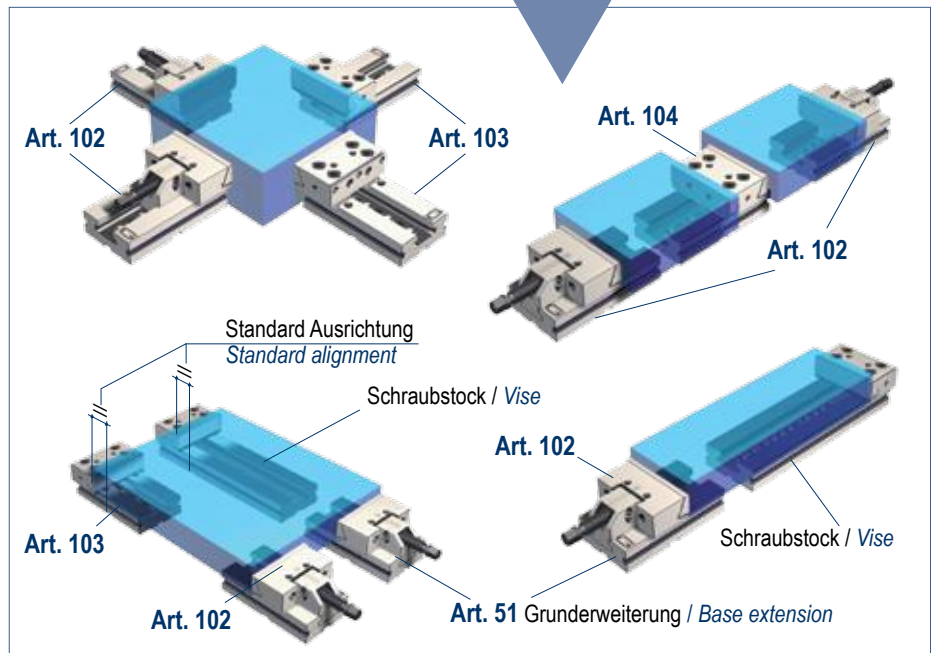 Art. 102
Art. 103
Art. 104
Art. 102
Standard Ausrichtung
Standard alignment
Schraubstock / Vise
Art. 103
Art. 102
Art. 102
Schraubstock / Vise
Art. 51 Grunderweiterung / Base extension